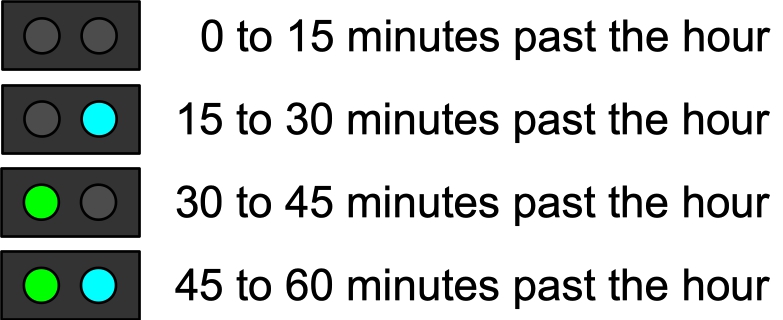 0 to 15 minutes past the hour
15 to 30 minutes past the hour
30 to 45 minutes past the hour
45 to 60 minutes past the hour